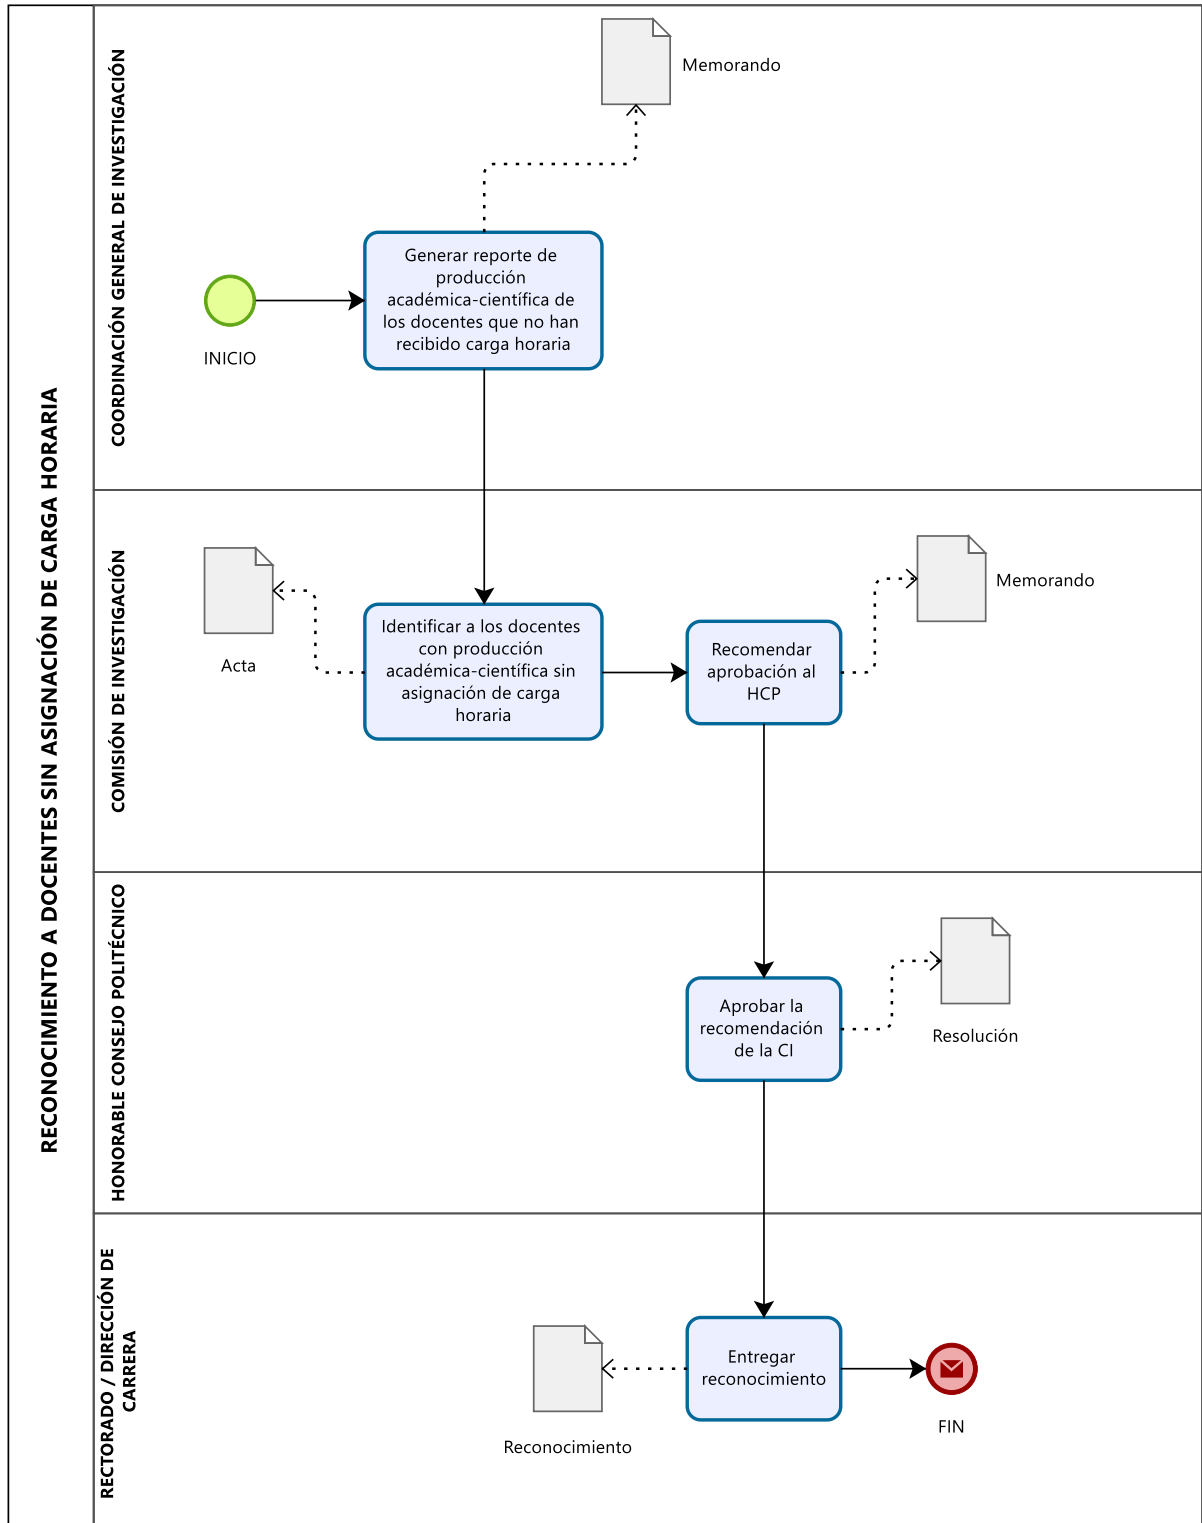 RECONOCIMIENTO A DOCENTES SIN ASIGNACIÓN DE CARGA HORARIA
COORDINACIÓN GENERAL DE INVESTIGACIÓN
Memorando
Generar reporte de
producción
académica-científica de
los docentes que no han
recibido carga horaria
INICIO
COMISIÓN DE INVESTIGACIÓN
Acta
Identificar a los docentes
con producción
académica-científica sin
asignación de carga
horaria
Recomendar
aprobación al
HCP
Memorando
HONORABLE CONSEJO POLITÉCNICO
Aprobar la
recomendación
de la CI
Resolución
RECTORADO / DIRECCIÓN DE
CARRERA
Reconocimiento
Entregar
reconocimiento
FIN